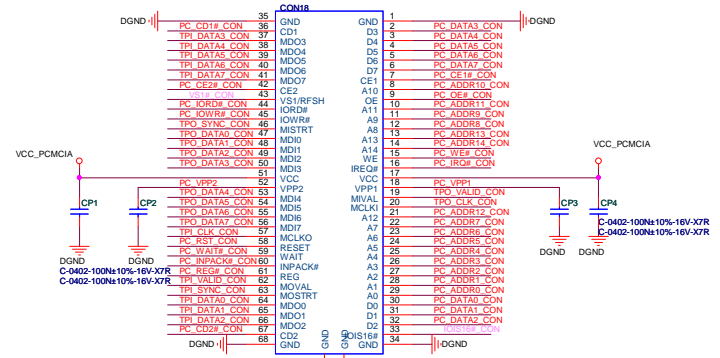 CON18
DGND 35 GND GND 1 DGND
PC_CD1#_CON 36 CD1 D3 2 PC_DATA3_CON
TPI_DATA3_CON 37 MDO3 D4 3 PC_DATA4_CON
TPI_DATA4_CON 38 MDO4 D5 4 PC_DATA5_CON
TPI_DATA5_CON 39 MDO5 D6 5 PC_DATA6_CON
TPI_DATA6_CON 40 MDO6 D7 6 PC_DATA7_CON
TPI_DATA7_CON 41 MDO7 CE1 7 PC_CE1#_CON
PC_CE2#_CON 42 CE2 A10 8 PC_ADDR10_CON
VS1#_CON 43 VS1/RFSH OE 9 PC_OE#_CON
PC_IORD#_CON 44 IORD# A11 10 PC_ADDR11_CON
PC_IOWR#_CON 45 IOWR# A9 11 PC_ADDR9_CON
TPO_SYNC_CON 46 MISTRT A8 12 PC_ADDR8_CON
TPO_DATA0_CON 47 MDI0 A13 13 PC_ADDR13_CON
TPO_DATA1_CON 48 MDI1 A14 14 PC_ADDR14_CON
TPO_DATA2_CON 49 MDI2 WE 15 PC_WE#_CON
TPO_DATA3_CON 50 MDI3 IREQ# 16 PC_IRQ#_CON
VCC_PCMCIA 51 VCC VCC 17 VCC_PCMCIA
PC_VPP2 52 VPP2 VPP1 18 PC_VPP1
TPO_DATA4_CON 53 MDI4 MIVAL 19 TPO_VALID_CON
TPO_DATA5_CON 54 MDI5 MCLKI 20 TPO_CLK_CON
TPO_DATA6_CON 55 MDI6 A12 21 PC_ADDR12_CON
TPO_DATA7_CON 56 MDI7 A7 22 PC_ADDR7_CON
TPI_CLK_CON 57 MCLKO A6 23 PC_ADDR6_CON
PC_RST_CON 58 RESET A5 24 PC_ADDR5_CON
PC_WAIT#_CON 59 WAIT A4 25 PC_ADDR4_CON
PC_INPACK#_CON 60 INPACK# A3 26 PC_ADDR3_CON
PC_REG#_CON 61 REG A2 27 PC_ADDR2_CON
TPI_VALID_CON 62 MOVAL A1 28 PC_ADDR1_CON
TPI_SYNC_CON 63 MOSTRT A0 29 PC_ADDR0_CON
TPI_DATA0_CON 64 MDO0 D0 30 PC_DATA0_CON
TPI_DATA1_CON 65 MDO1 D1 31 PC_DATA1_CON
TPI_DATA2_CON 66 MDO2 D2 32 PC_DATA2_CON
PC_CD2#_CON 67 CD2 IOIS16# 33 IOIS16#_CON
DGND 68 GND GND 34 DGND
GND GND
CP1 CP2
DGND DGND
C-0402-100N±10%-16V-X7R
C-0402-100N±10%-16V-X7R
CP3 CP4
C-0402-100N±10%-16V-X7R
C-0402-100N±10%-16V-X7R
DGND DGND